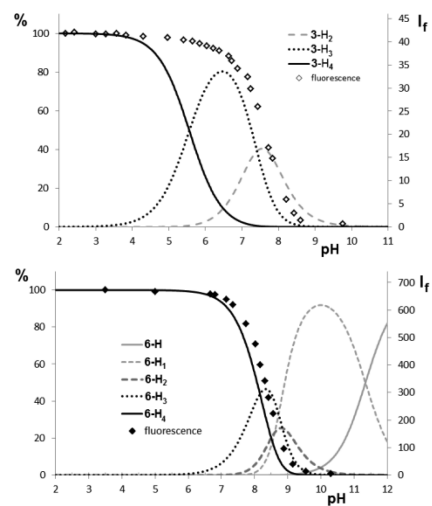 % I_f
100
80
60
40
20
0
45
40
35
30
25
20
15
10
5
0
3-H₂
3-H₃
3-H₄
fluorescence
2 3 4 5 6 7 8 9 10 11
pH
% I_f
100
80
60
40
20
0
700
600
500
400
300
200
100
0
6-H
6-H₁
6-H₂
6-H₃
6-H₄
fluorescence
2 3 4 5 6 7 8 9 10 11 12
pH